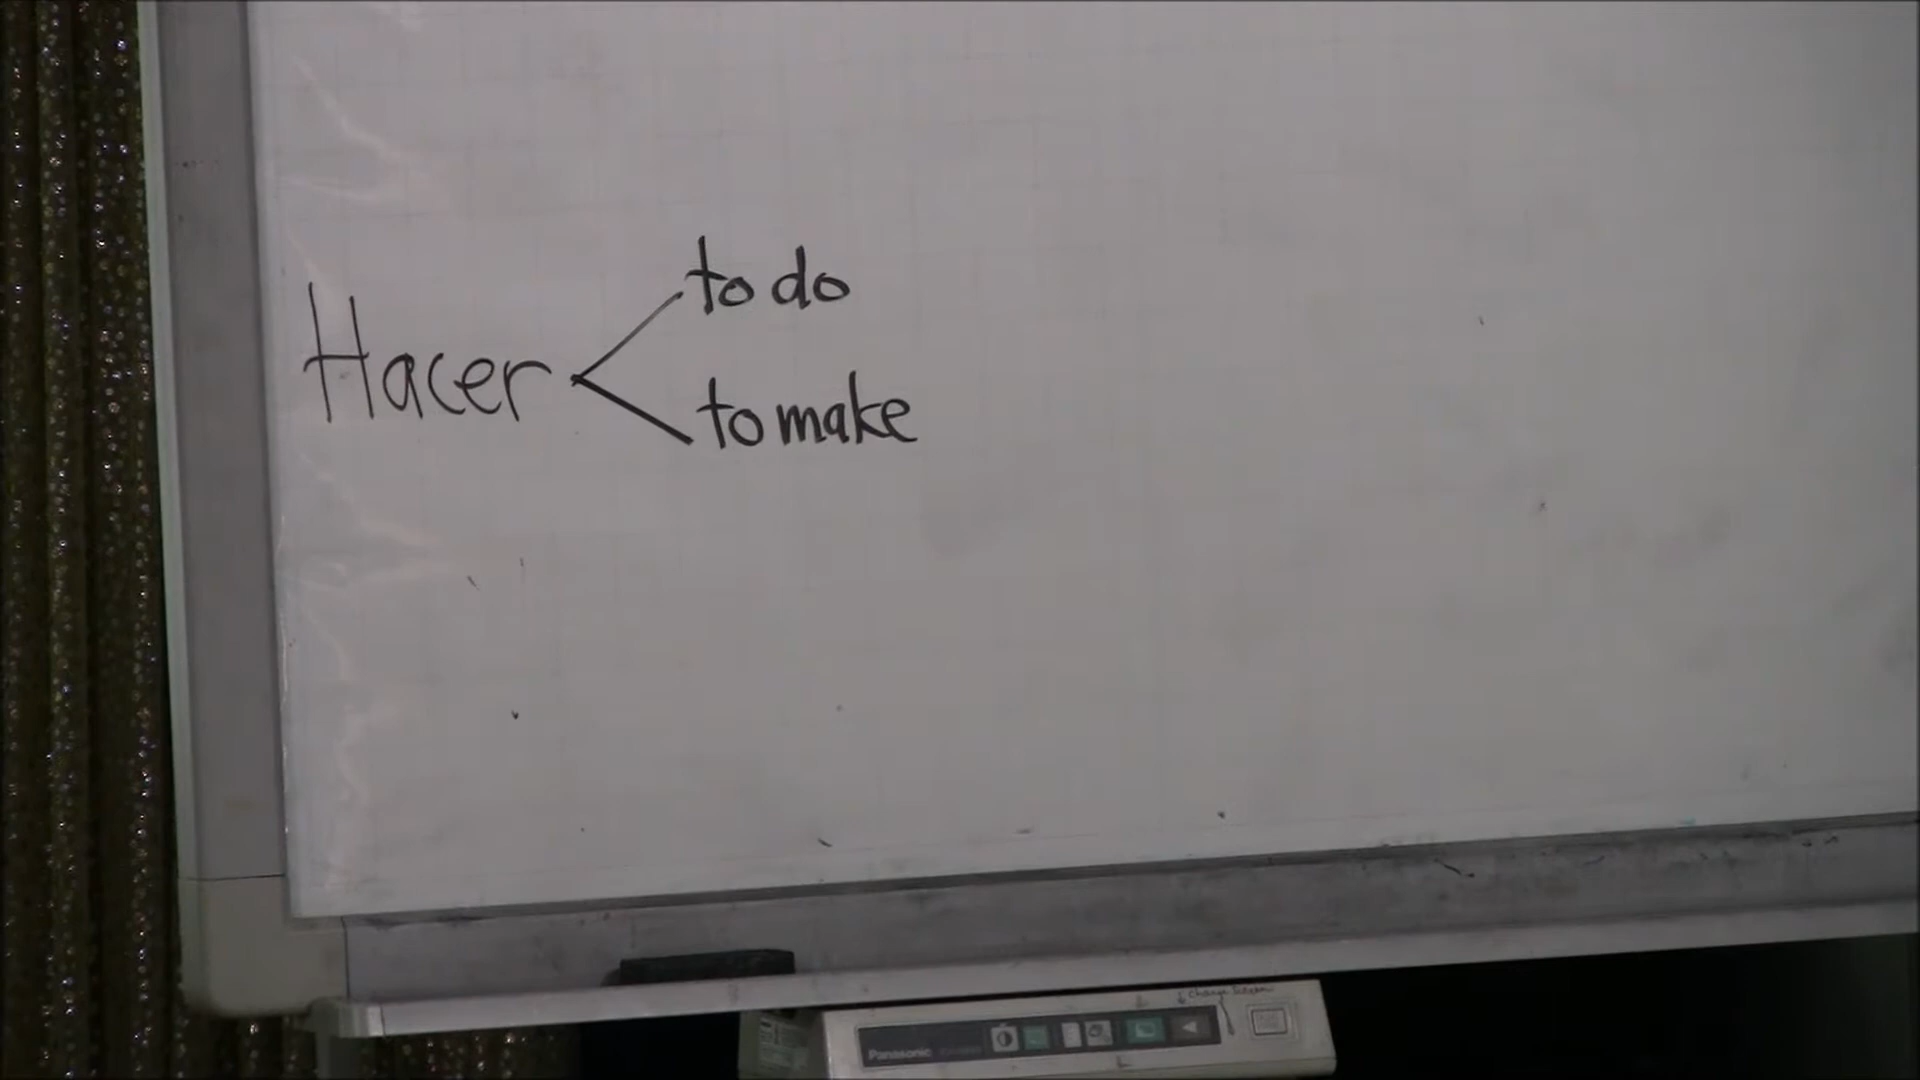 to do
Hacer
to make
Panasonic